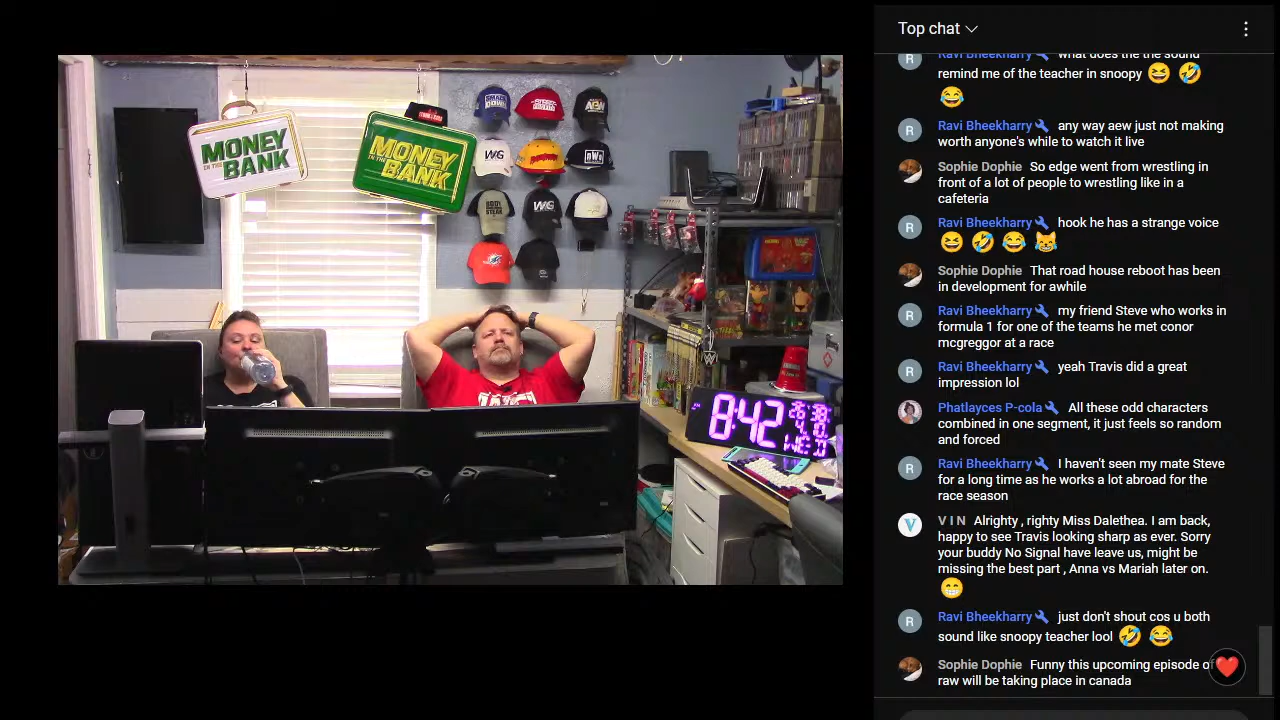 Top chat
Ravi Bheekharry what does the the sound
remind me of the teacher in snoopy
Ravi Bheekharry any way aew just not making
worth anyone's while to watch it live
Sophie Dophie So edge went from wrestling in
front of a lot of people to wrestling like in a
cafeteria
Ravi Bheekharry hook he has a strange voice
Sophie Dophie That road house reboot has been
in development for awhile
Ravi Bheekharry my friend Steve who works in
formula 1 for one of the teams he met conor
mcgreggor at a race
Ravi Bheekharry yeah Travis did a great
impression lol
Phatlayces P-cola All these odd characters
combined in one segment, it just feels so random
and forced
Ravi Bheekharry I haven't seen my mate Steve
for a long time as he works a lot abroad for the
race season
V I N Alrighty , righty Miss Dalethea. I am back,
happy to see Travis looking sharp as ever. Sorry
your buddy No Signal have leave us, might be
missing the best part , Anna vs Mariah later on.
Ravi Bheekharry just don't shout cos u both
sound like snoopy teacher lool
Sophie Dophie Funny this upcoming episode of
raw will be taking place in canada
MONEY
IN THE BANK
MONEY
IN THE BANK
W&G
nWo
W&G
8:42